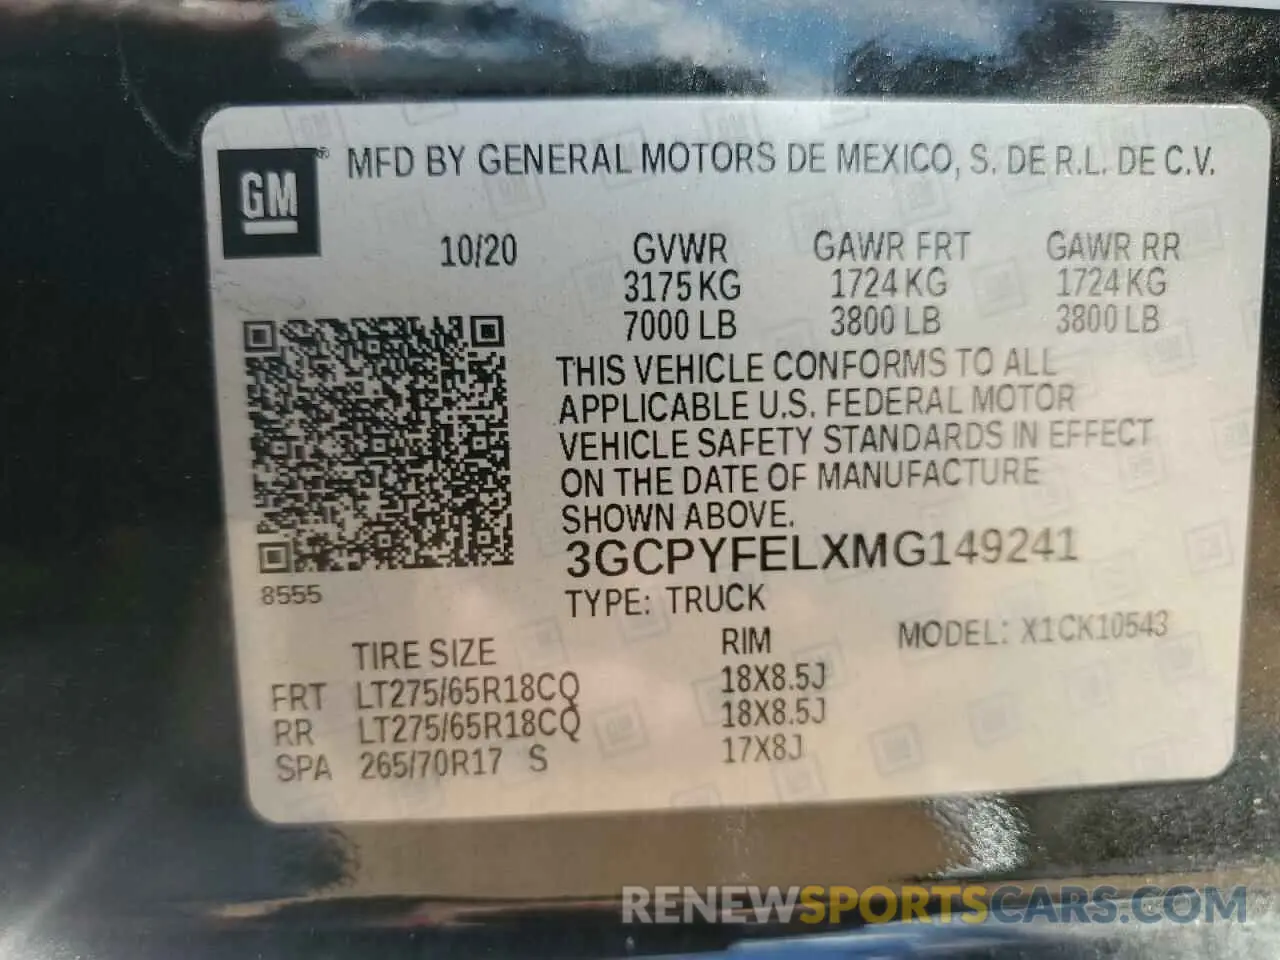 GM® MFD BY GENERAL MOTORS DE MEXICO, S. DE R.L. DE C.V.
10/20 GVWR GAWR FRT GAWR RR
3175 KG 1724 KG 1724 KG
7000 LB 3800 LB 3800 LB
THIS VEHICLE CONFORMS TO ALL
APPLICABLE U.S. FEDERAL MOTOR
VEHICLE SAFETY STANDARDS IN EFFECT
ON THE DATE OF MANUFACTURE
SHOWN ABOVE.
3GCPYFELXMG149241
8555
TYPE: TRUCK
TIRE SIZE RIM MODEL: X1CK10543
FRT LT275/65R18CQ 18X8.5J
RR LT275/65R18CQ 18X8.5J
SPA 265/70R17 S 17X8J
RENEWSPORTSCARS.COM